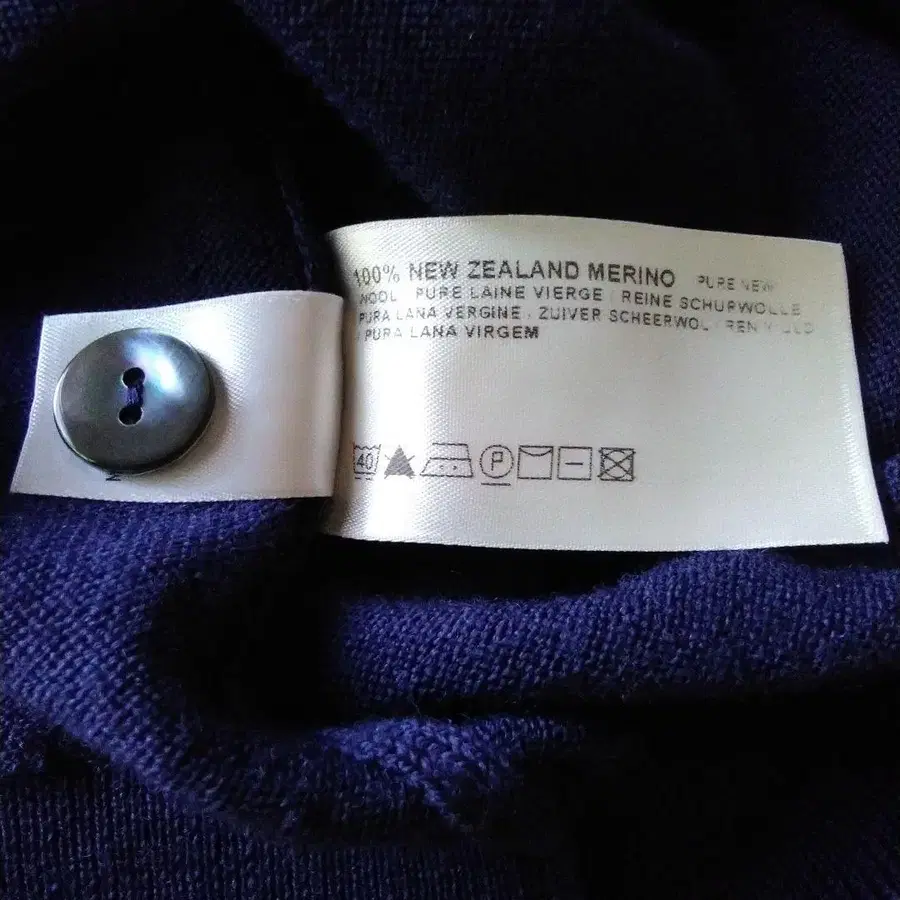 100% NEW ZEALAND MERINO PURE NEW
WOOL / PURE LAINE VIERGE / REINE SCHURWOLLE
PURA LANA VERGINE / ZUIVER SCHEERWOL /
/ PURA LANA VIRGEM
40 P